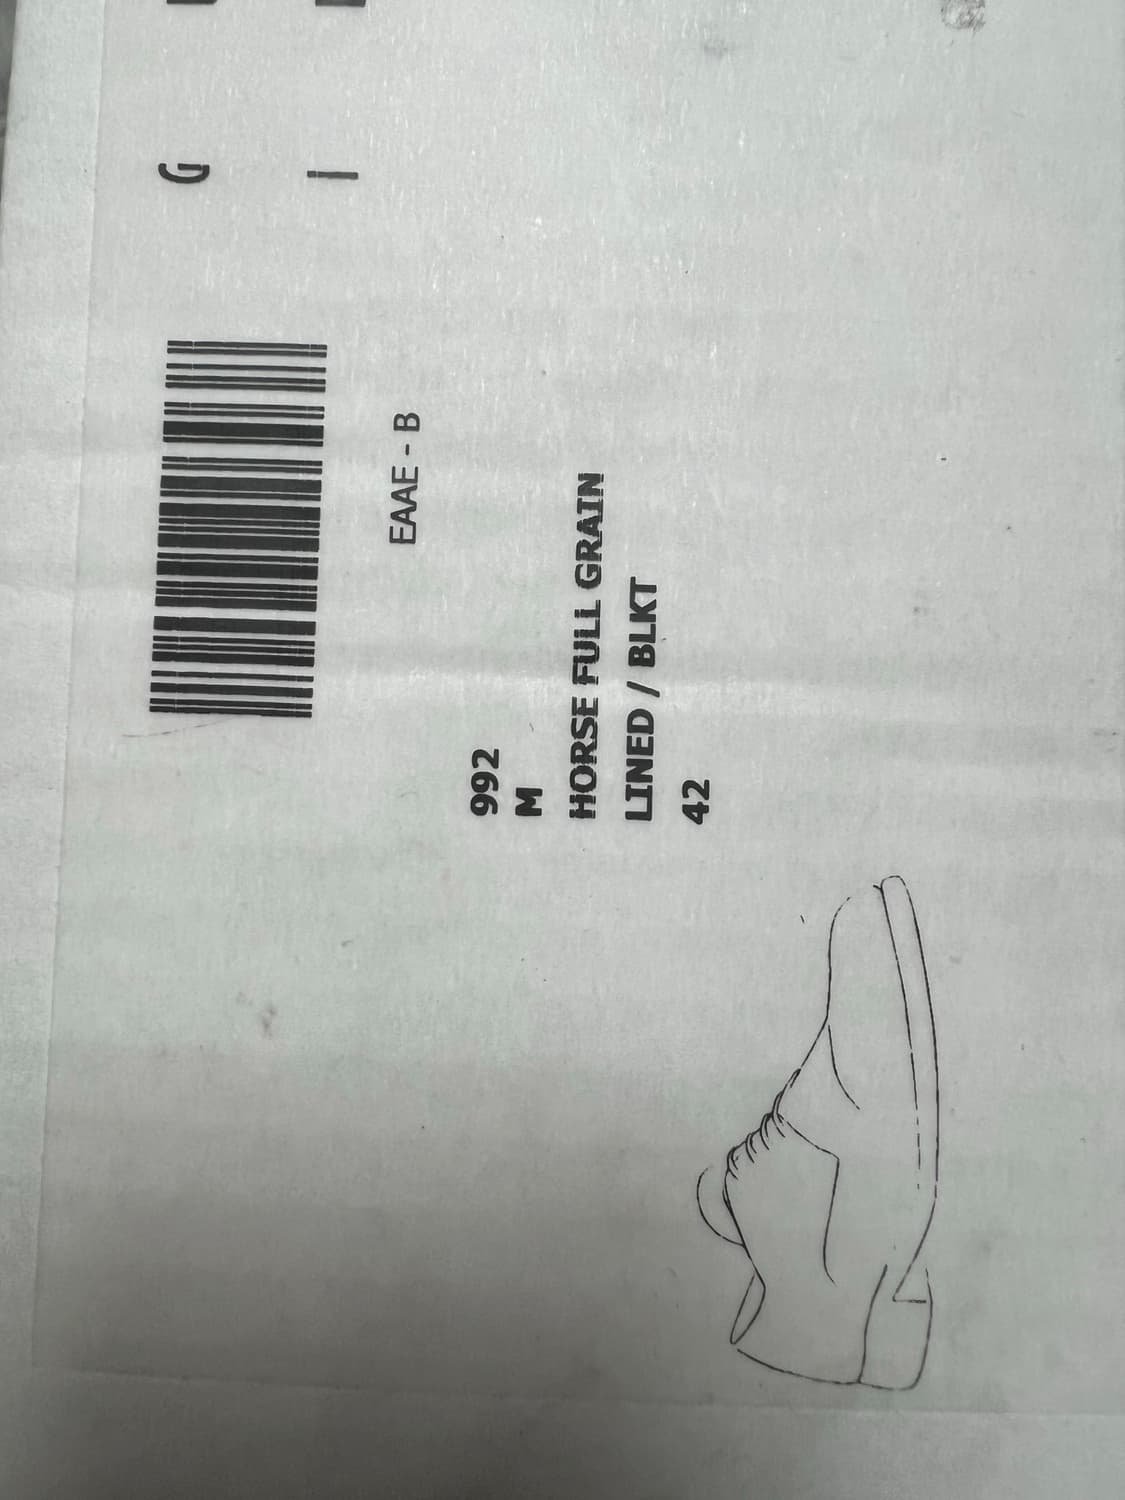 G
I
EAAE - B
992
M
HORSE FULL GRAIN
LINED / BLKT
42